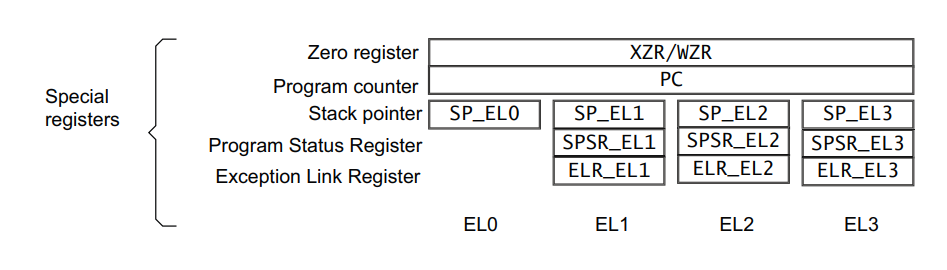 Special
registers
Zero register XZR/WZR
Program counter PC
Stack pointer SP_EL0 SP_EL1 SP_EL2 SP_EL3
Program Status Register SPSR_EL1 SPSR_EL2 SPSR_EL3
Exception Link Register ELR_EL1 ELR_EL2 ELR_EL3
EL0 EL1 EL2 EL3